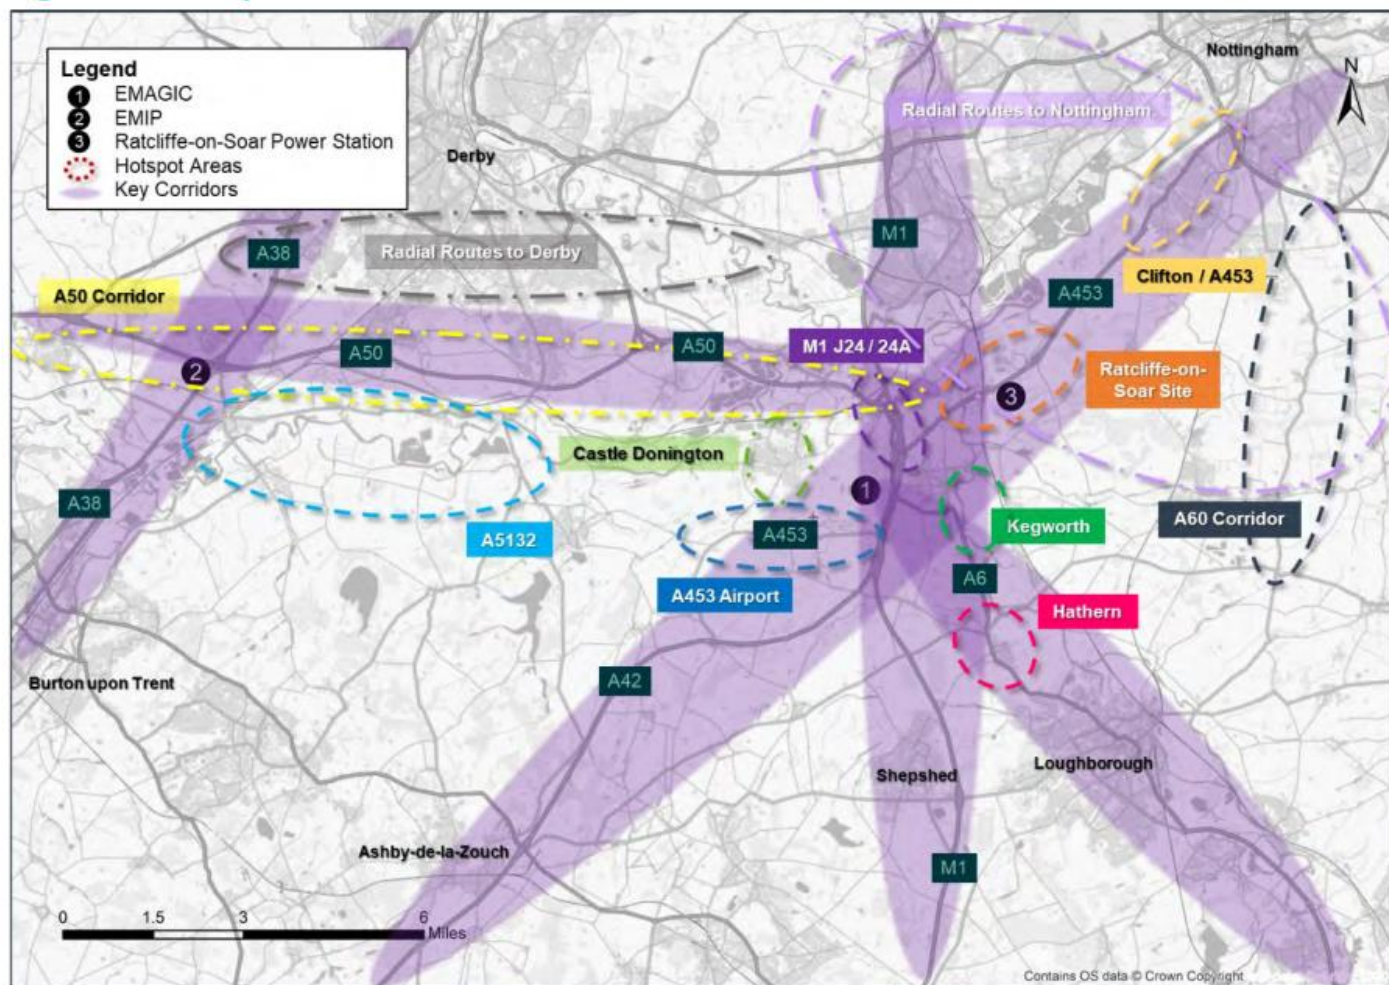 Legend
1 EMAGIC
2 EMIP
3 Ratcliffe-on-Soar Power Station
Hotspot Areas
Key Corridors
Nottingham
N
Radial Routes to Nottingham
Derby
M1
A38
Radial Routes to Derby
Clifton / A453
A453
A50 Corridor
A50
A50
M1 J24 / 24A
2
Ratcliffe-on-
Soar Site
3
Castle Donington
1
A38
A5132
A453
Kegworth
A60 Corridor
A6
A453 Airport
Hathern
A42
Burton upon Trent
Shepshed
Loughborough
Ashby-de-la-Zouch
M1
0 1.5 3 6
Miles
Contains OS data © Crown Copyright